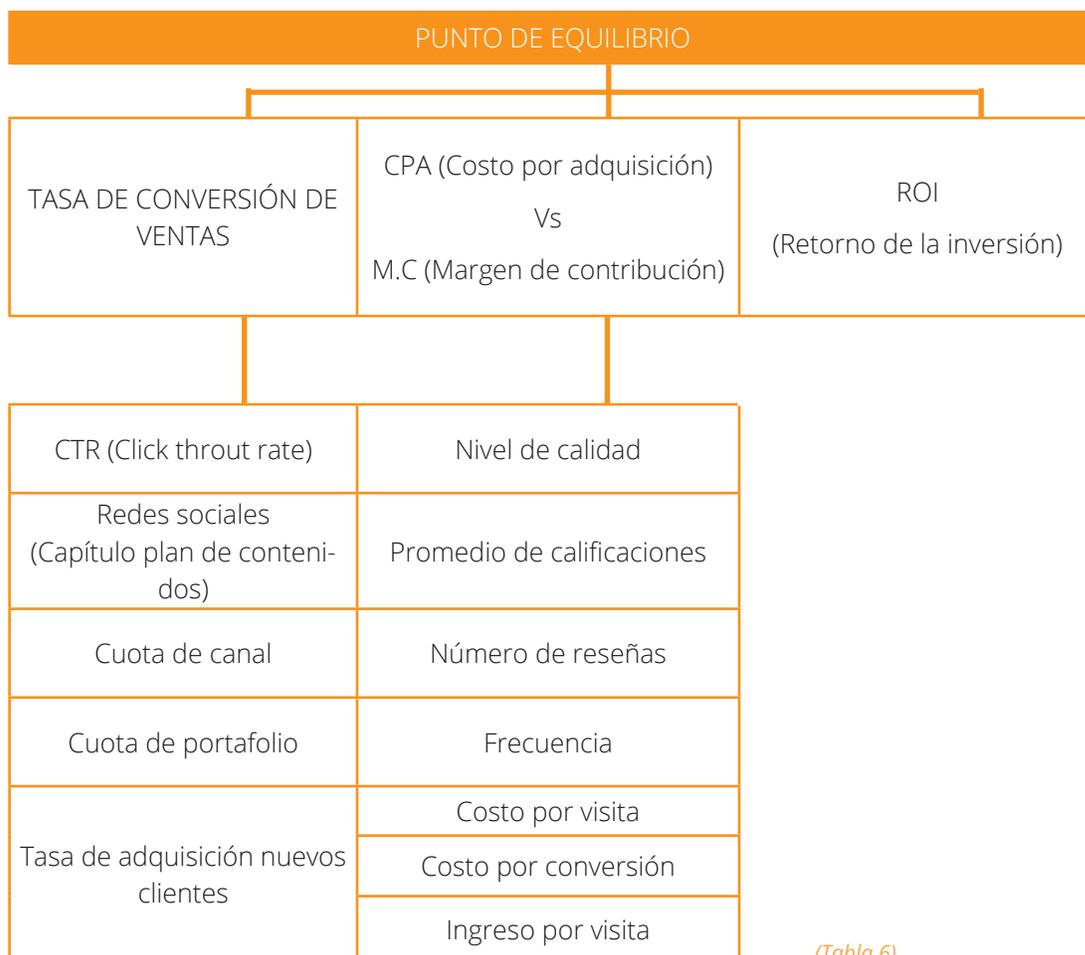 PUNTO DE EQUILIBRIO
TASA DE CONVERSIÓN DE
VENTAS
CPA (Costo por adquisición)
Vs
M.C (Margen de contribución)
ROI
(Retorno de la inversión)
CTR (Click throut rate)
Nivel de calidad
Redes sociales
(Capítulo plan de conteni-
dos)
Promedio de calificaciones
Cuota de canal
Número de reseñas
Cuota de portafolio
Frecuencia
Tasa de adquisición nuevos
clientes
Costo por visita
Costo por conversión
Ingreso por visita
(Tabla 6)